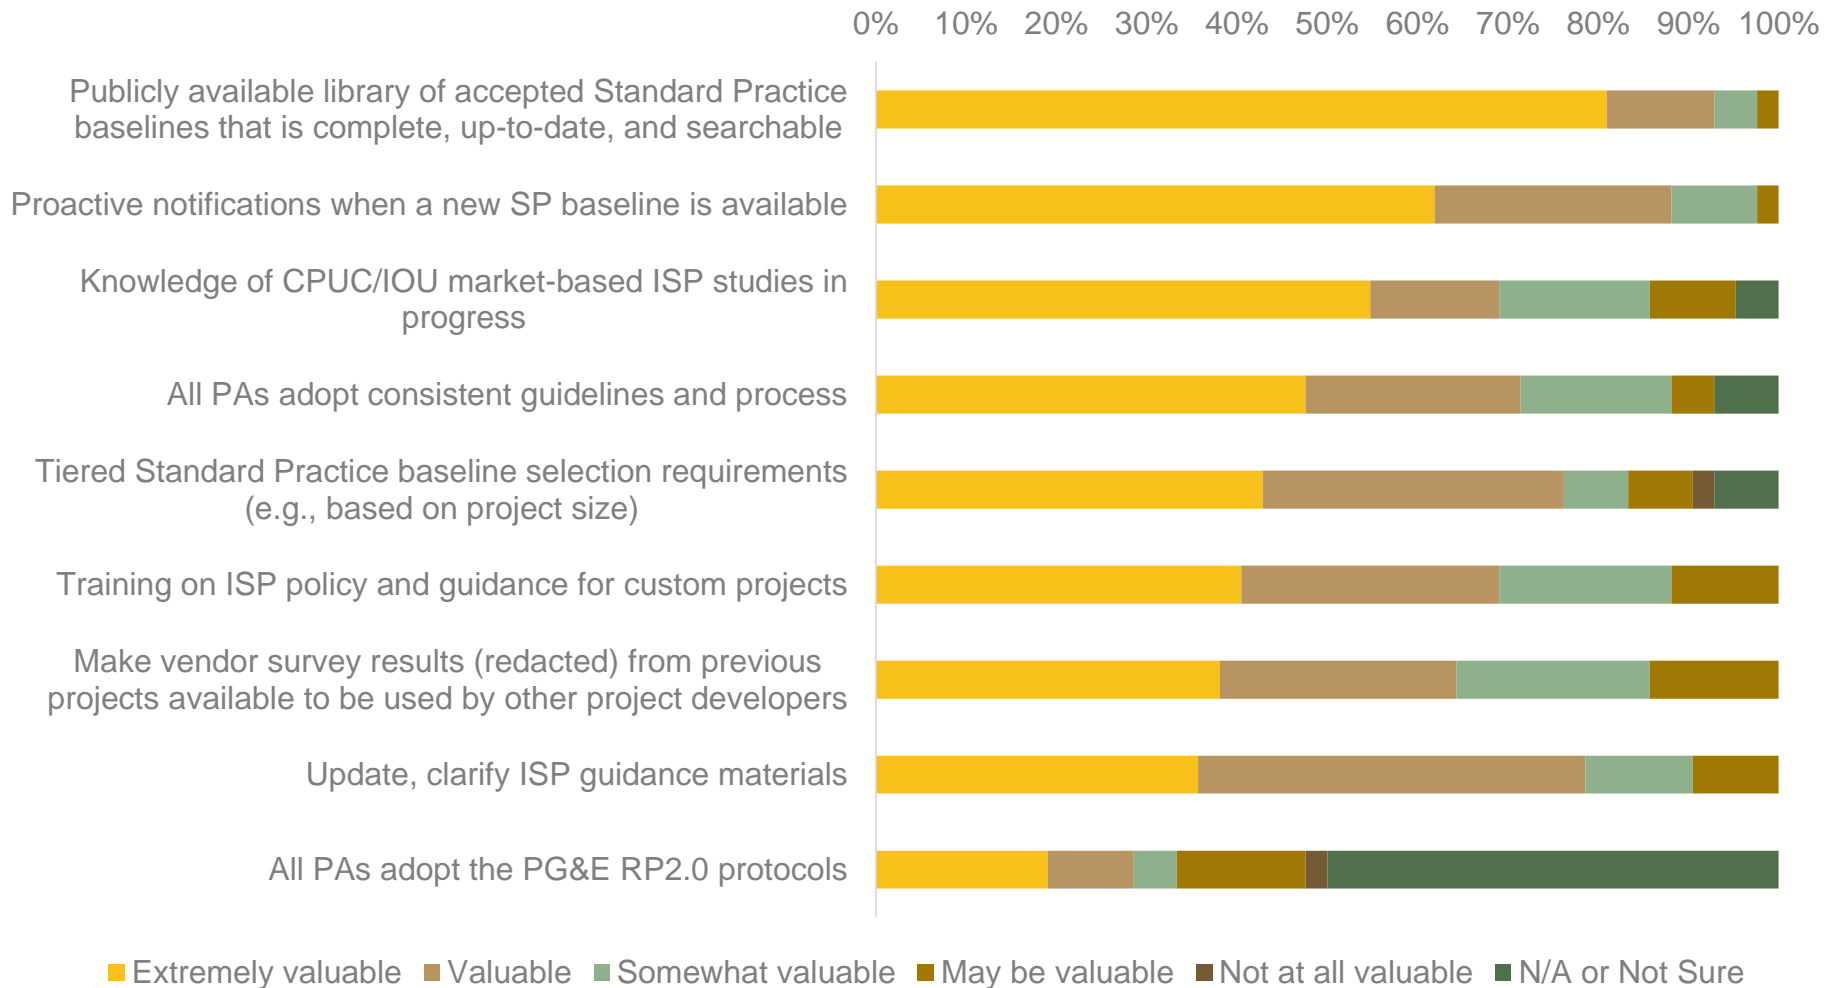 0% 10% 20% 30% 40% 50% 60% 70% 80% 90% 100%
Publicly available library of accepted Standard Practice
baselines that is complete, up-to-date, and searchable
Proactive notifications when a new SP baseline is available
Knowledge of CPUC/IOU market-based ISP studies in
progress
All PAs adopt consistent guidelines and process
Tiered Standard Practice baseline selection requirements
(e.g., based on project size)
Training on ISP policy and guidance for custom projects
Make vendor survey results (redacted) from previous
projects available to be used by other project developers
Update, clarify ISP guidance materials
All PAs adopt the PG&E RP2.0 protocols
Extremely valuable Valuable Somewhat valuable May be valuable Not at all valuable N/A or Not Sure